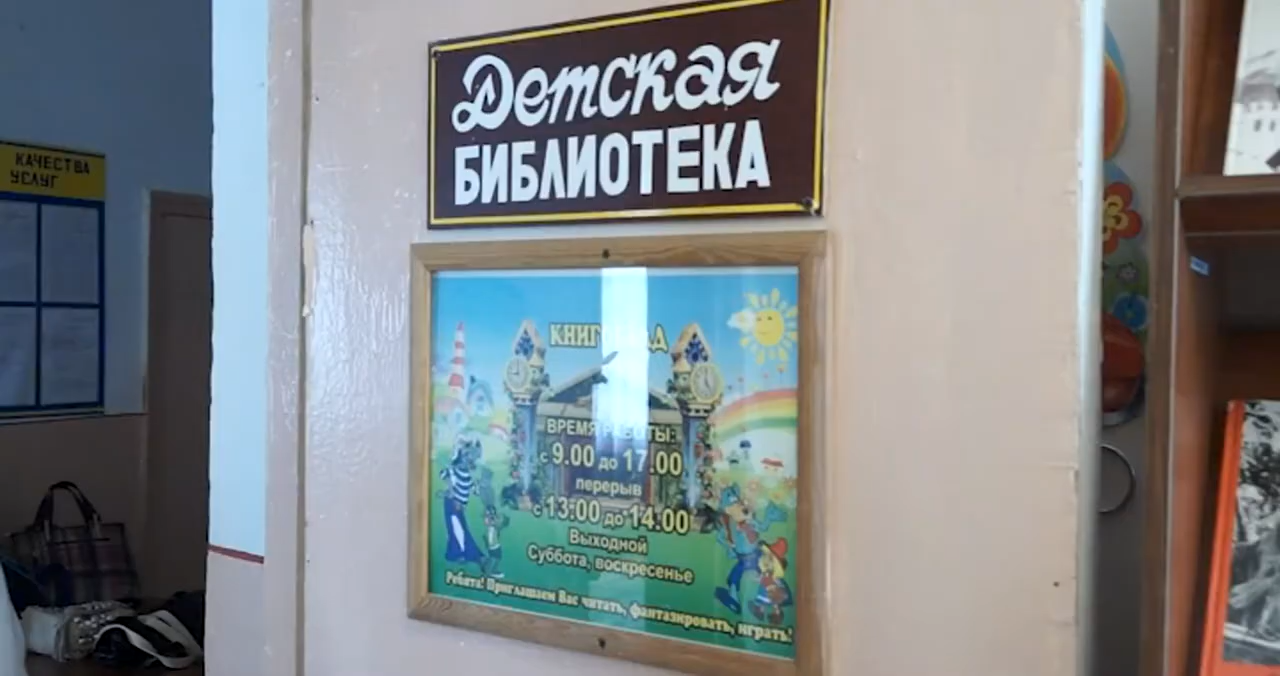 КАЧЕСТВА
УСЛУГ
Детская
БИБЛИОТЕКА
ВРЕМЯ РАБОТЫ:
с 9.00 до 17.00
перерыв
с 13:00 до 14.00
Выходной
Суббота, воскресенье
Ребята! Приглашаем Вас читать, фантазировать, играть!